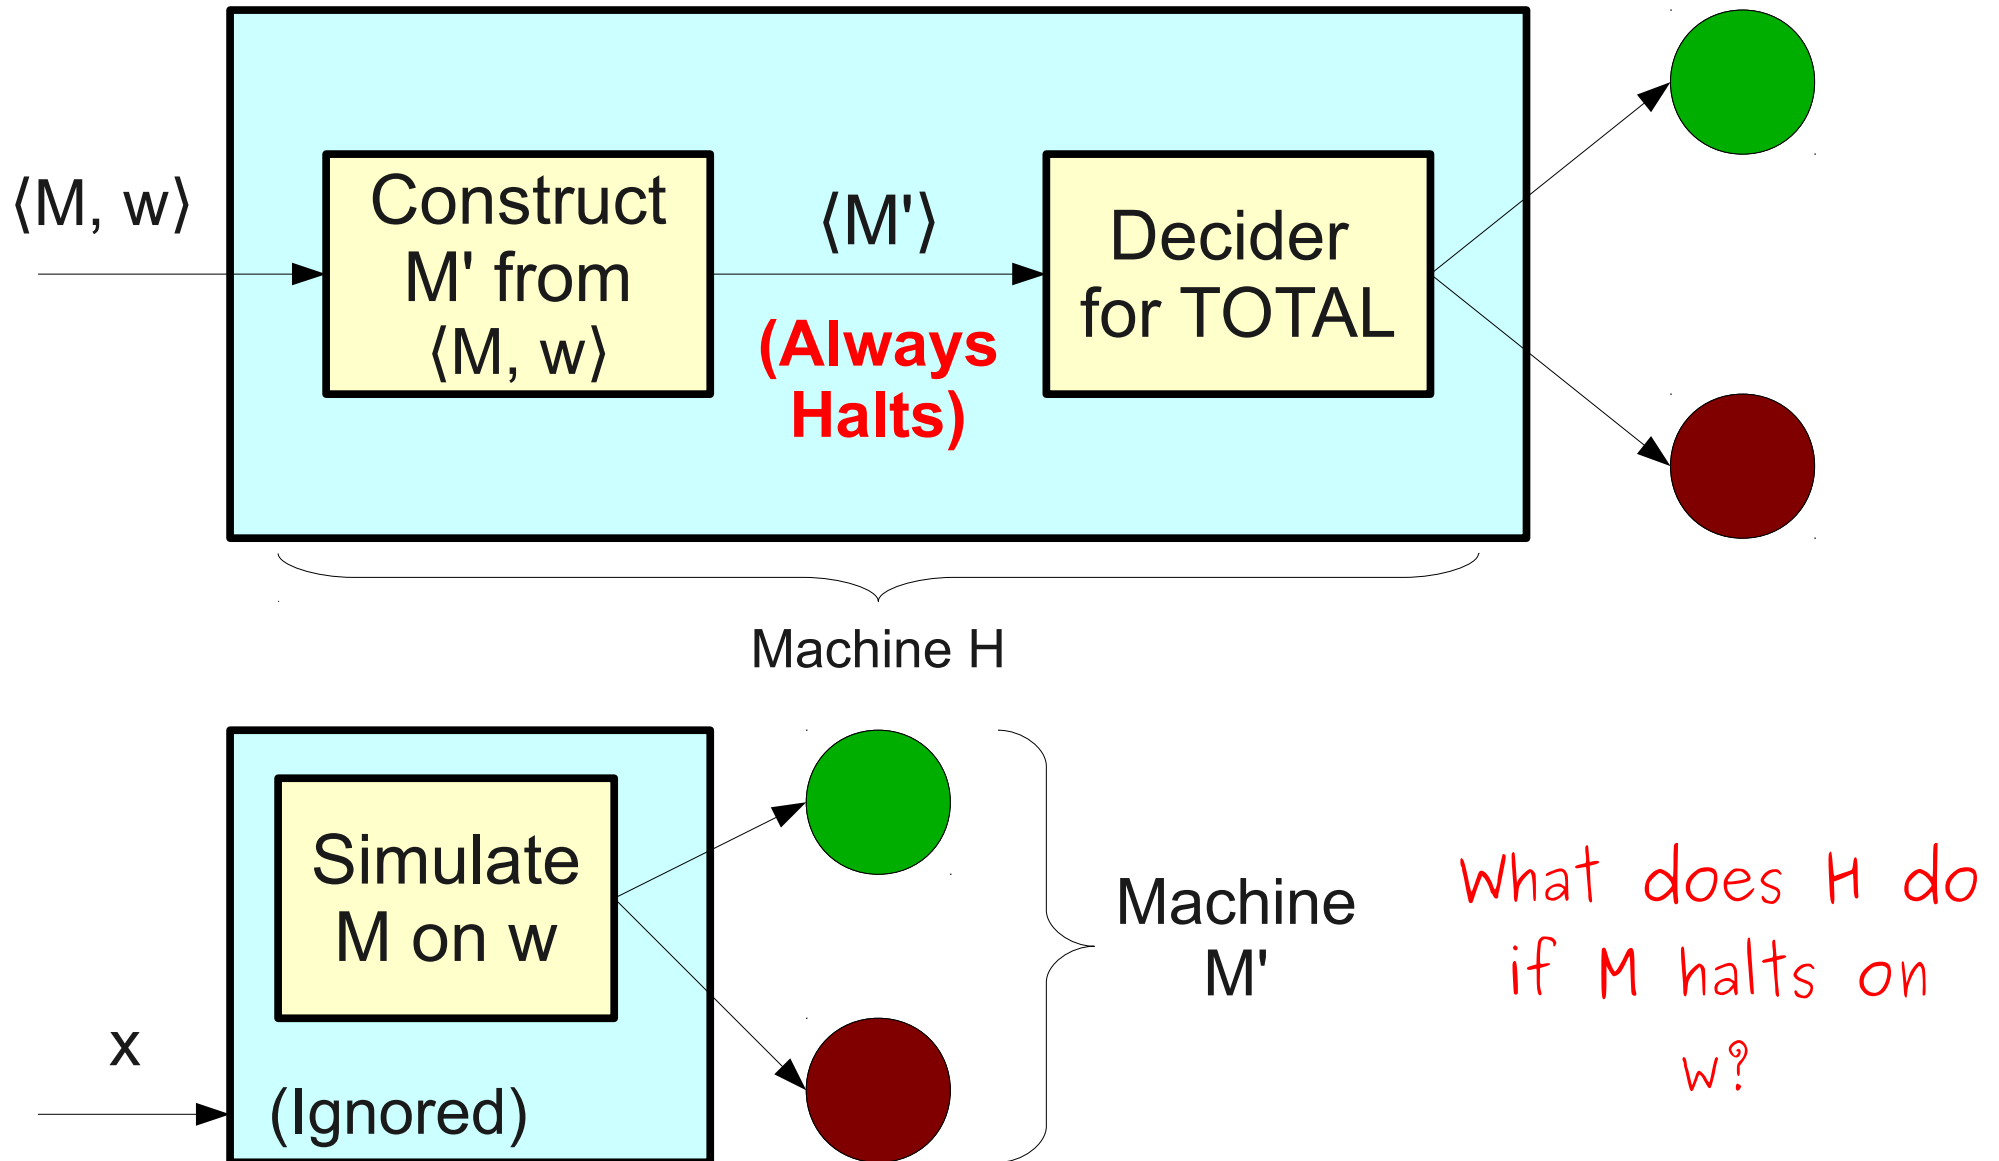 ⟨M, w⟩
Construct
M' from
⟨M, w⟩
⟨M'⟩
(Always
Halts)
Decider
for TOTAL
Machine H
Simulate
M on w
x
(Ignored)
Machine
M'
What does H do
if M halts on
w?